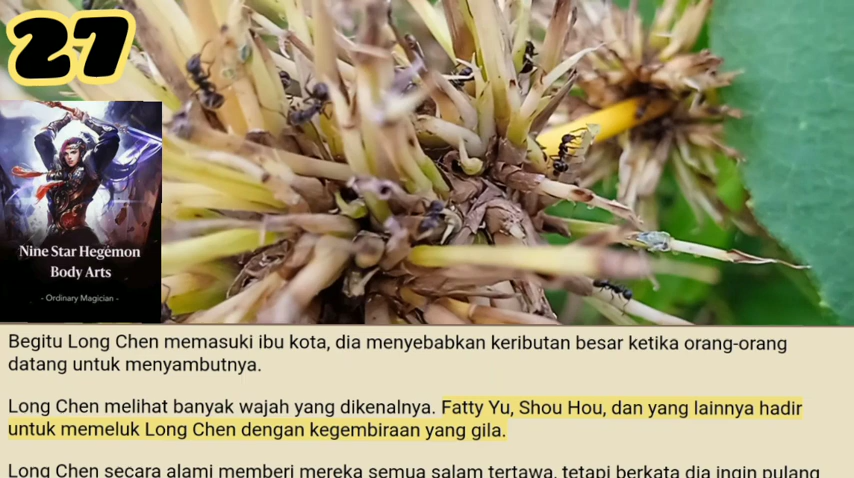 27
Nine Star Hegemon
Body Arts
- Ordinary Magician -
Begitu Long Chen memasuki ibu kota, dia menyebabkan keributan besar ketika orang-orang
datang untuk menyambutnya.
Long Chen melihat banyak wajah yang dikenalnya. Fatty Yu, Shou Hou, dan yang lainnya hadir
untuk memeluk Long Chen dengan kegembiraan yang gila.
Long Chen secara alami memberi mereka semua salam tertawa, tetapi berkata dia ingin pulang